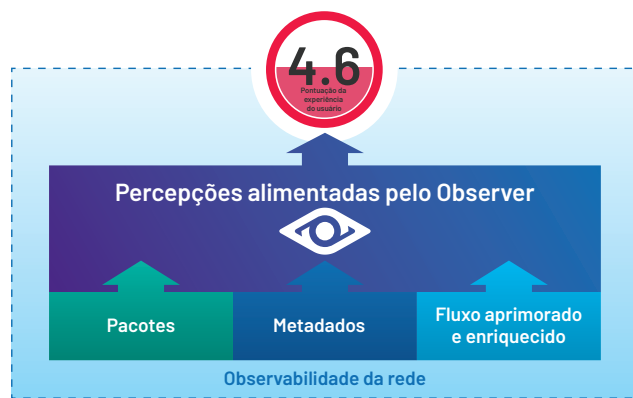 4.6
Pontuação da
experiência
do usuário
Percepções alimentadas pelo Observer
Pacotes
Metadados
Fluxo aprimorado
e enriquecido
Observabilidade da rede